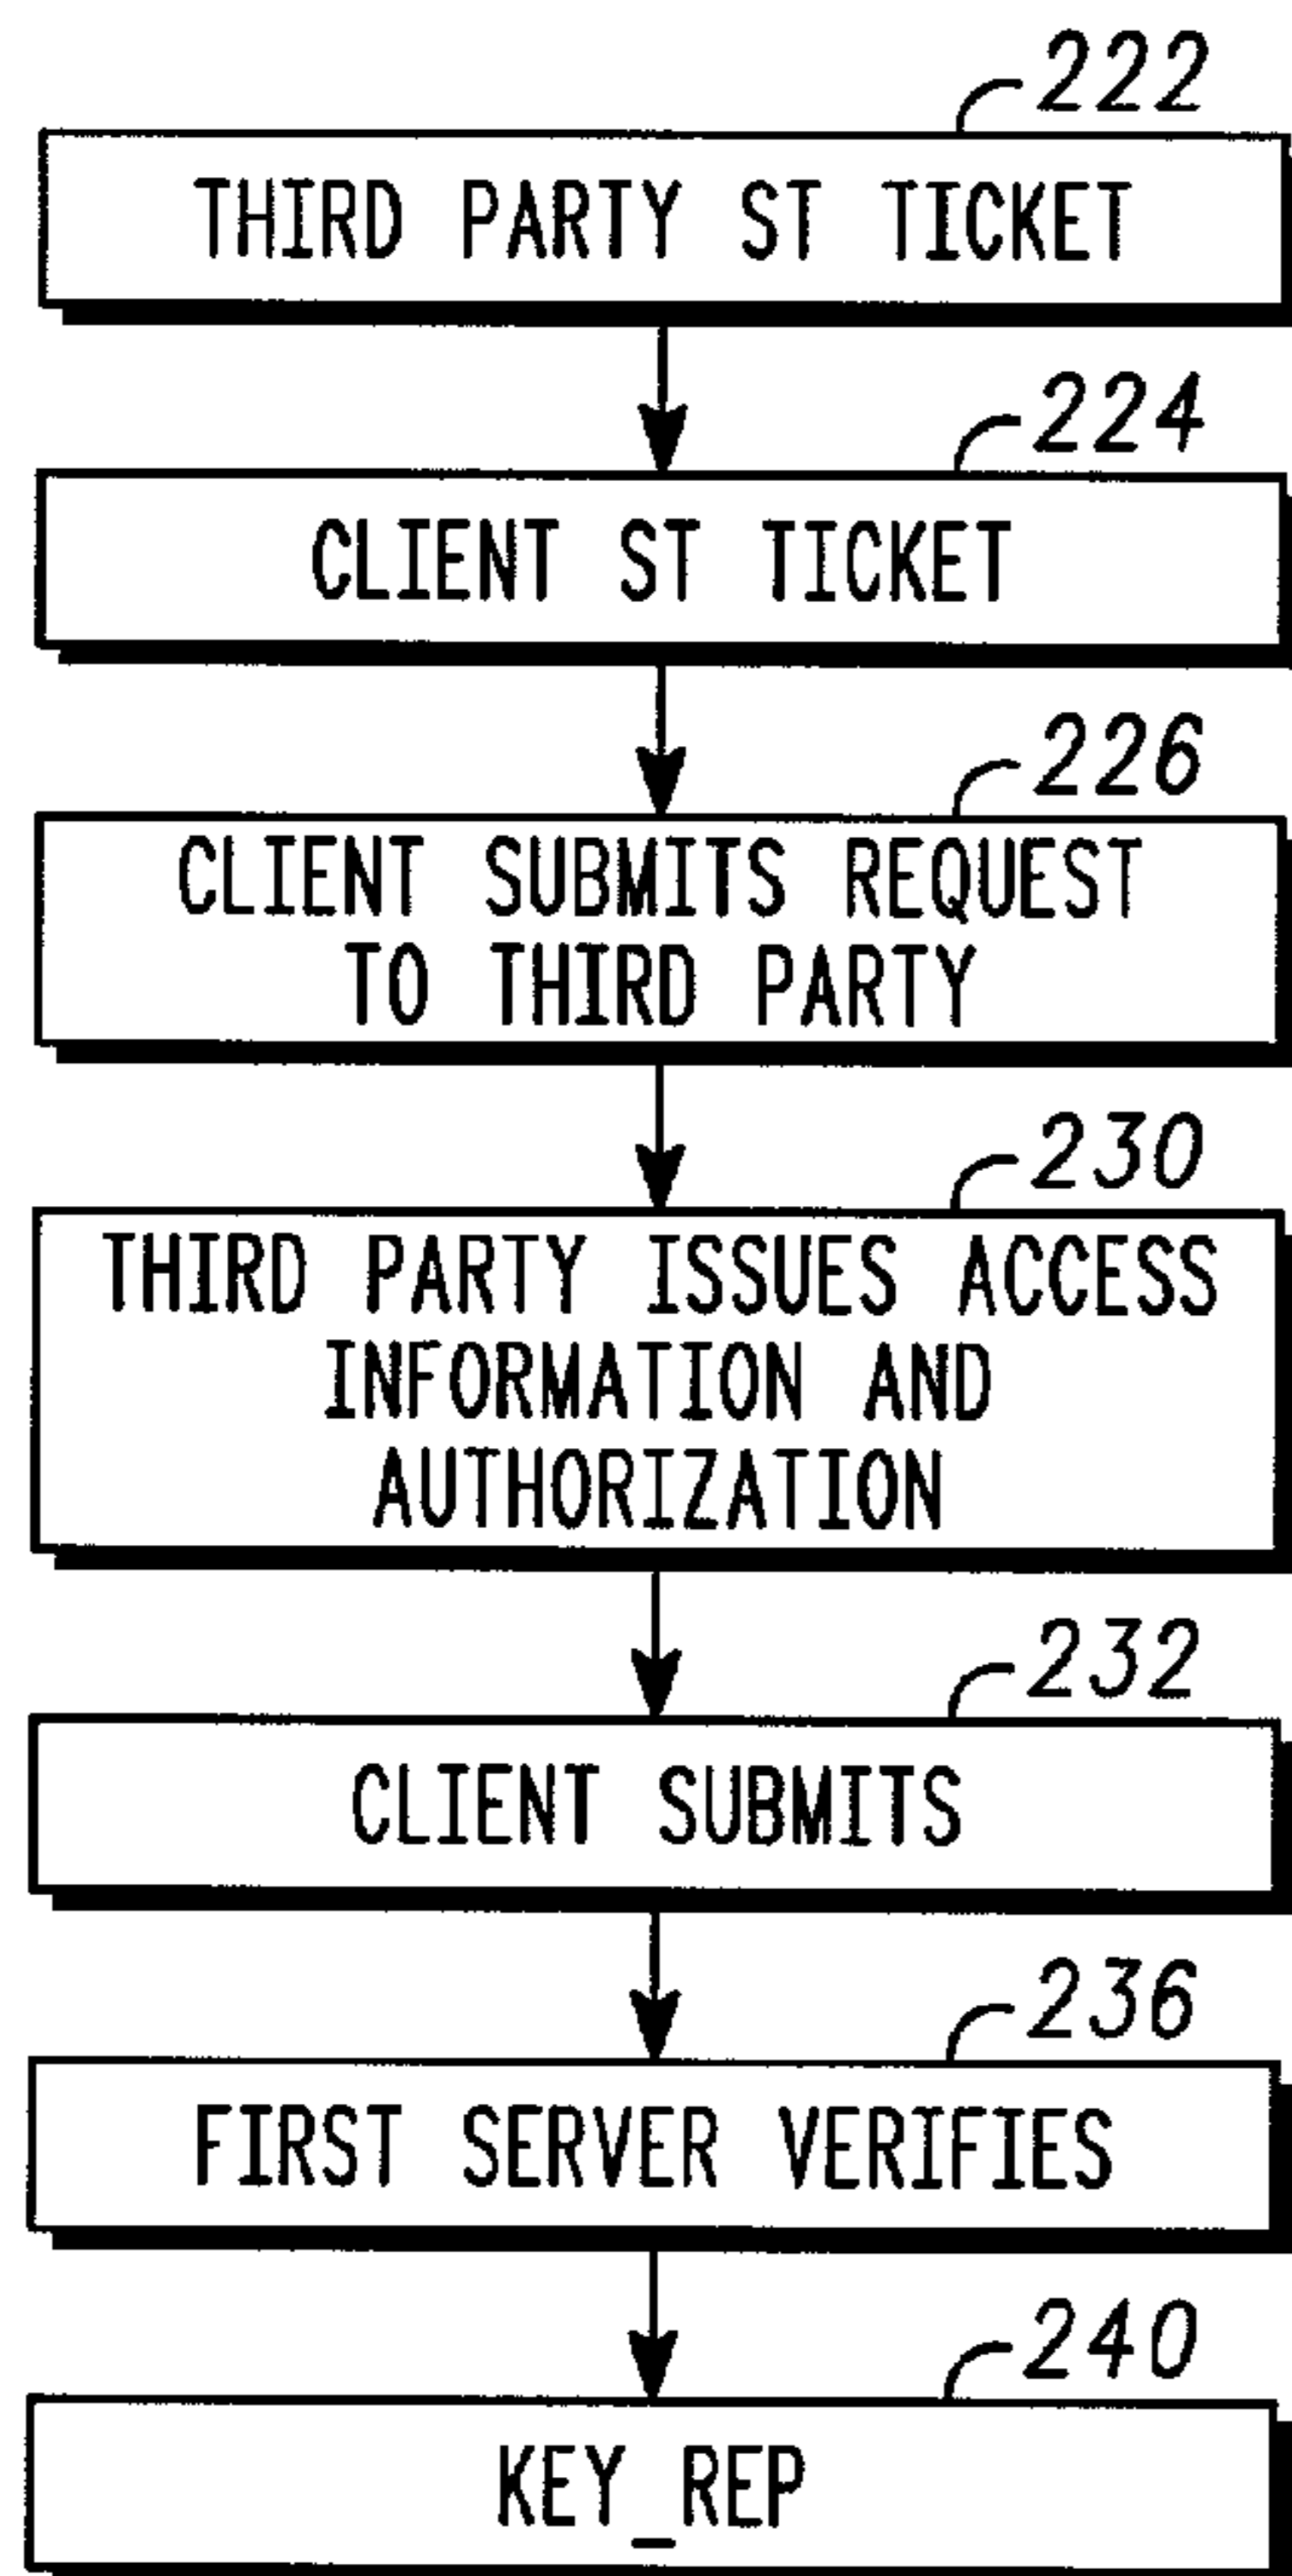 222
THIRD PARTY ST TICKET
224
CLIENT ST TICKET
226
CLIENT SUBMITS REQUEST
TO THIRD PARTY
230
THIRD PARTY ISSUES ACCESS
INFORMATION AND
AUTHORIZATION
232
CLIENT SUBMITS
236
FIRST SERVER VERIFIES
240
KEY_REP